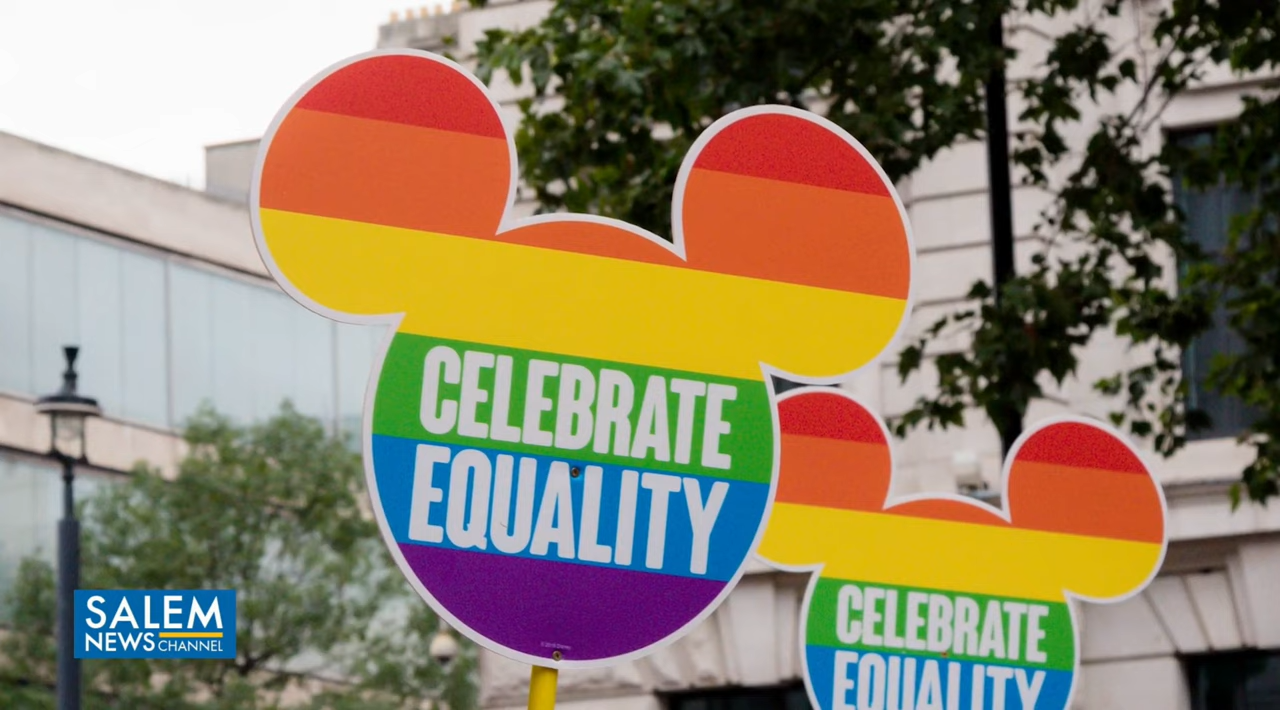 CELEBRATE
EQUALITY
CELEBRATE
EQUALITY
SALEM
NEWS CHANNEL